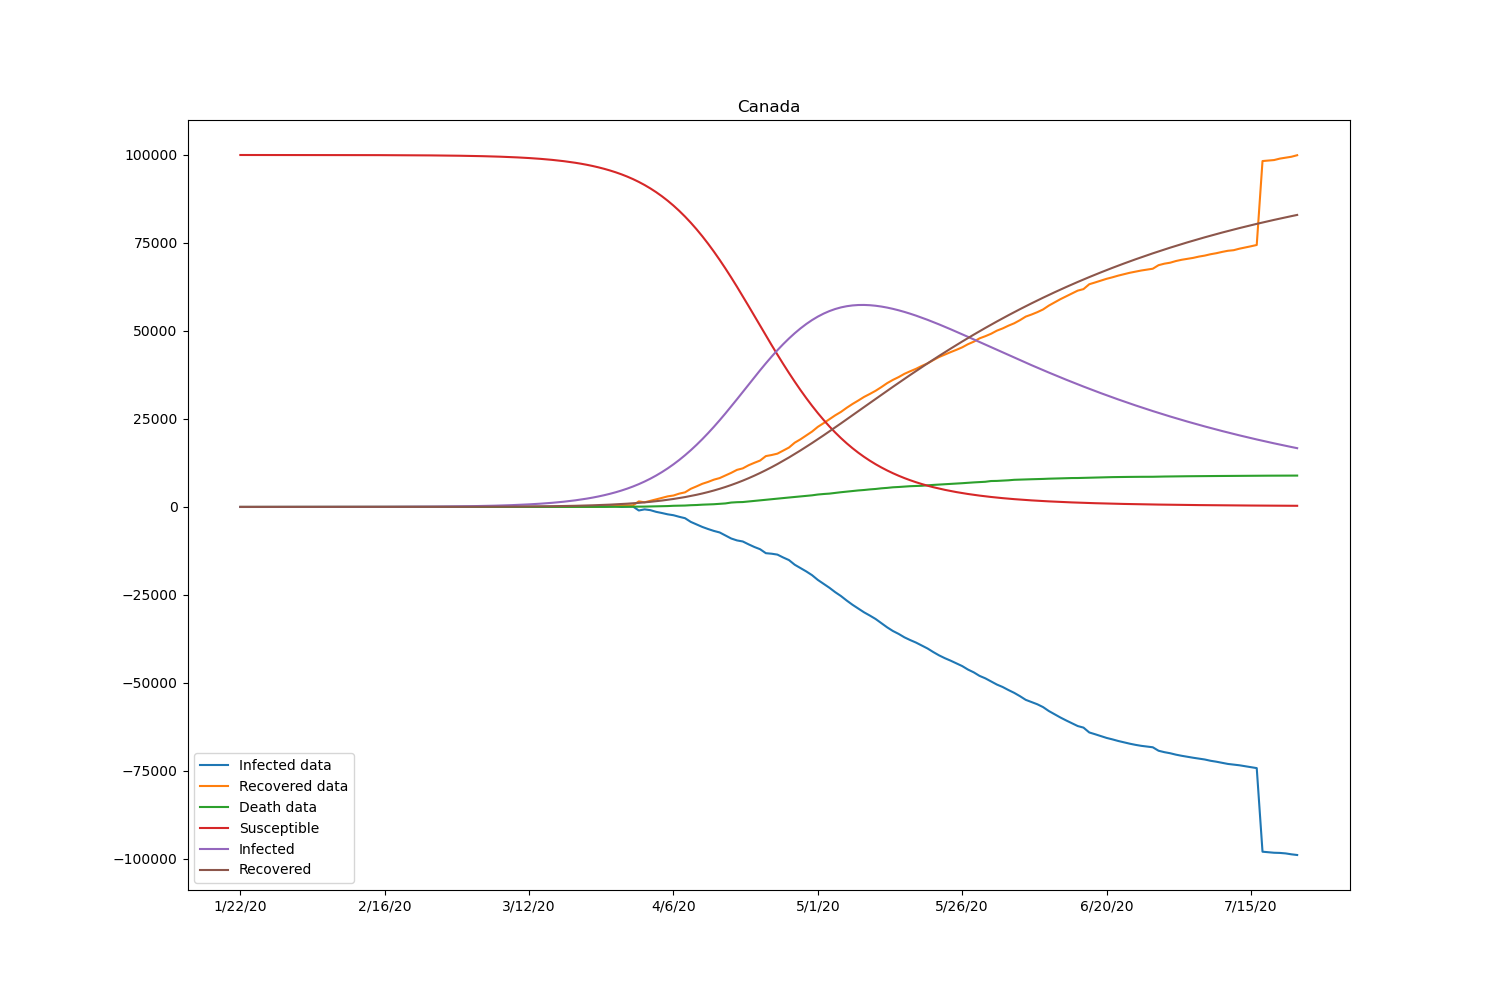 Canada
100000
75000
50000
25000
0
−25000
−50000
−75000
−100000
Infected data
Recovered data
Death data
Susceptible
Infected
Recovered
1/22/20 2/16/20 3/12/20 4/6/20 5/1/20 5/26/20 6/20/20 7/15/20